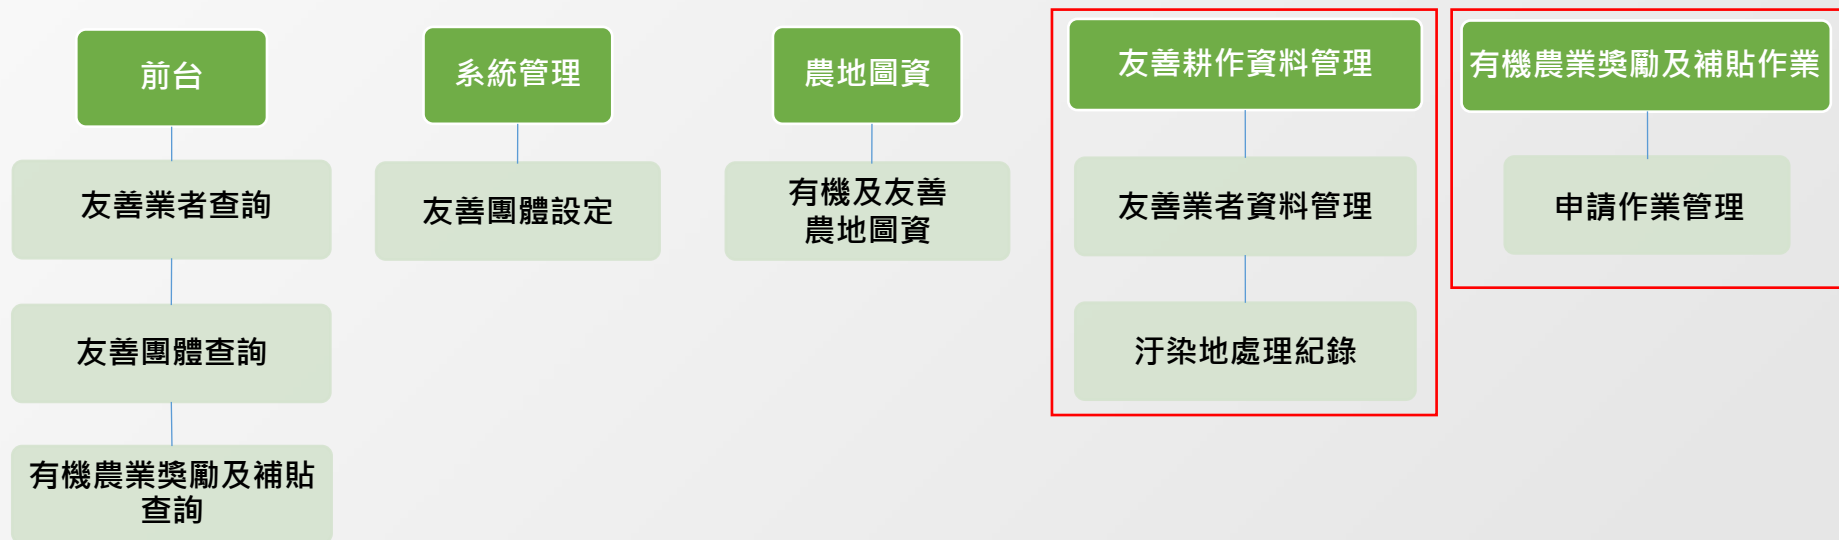 前台
友善業者查詢
友善團體查詢
有機農業獎勵及補貼
查詢
系統管理
友善團體設定
農地圖資
有機及友善
農地圖資
友善耕作資料管理
友善業者資料管理
汙染地處理紀錄
有機農業獎勵及補貼作業
申請作業管理